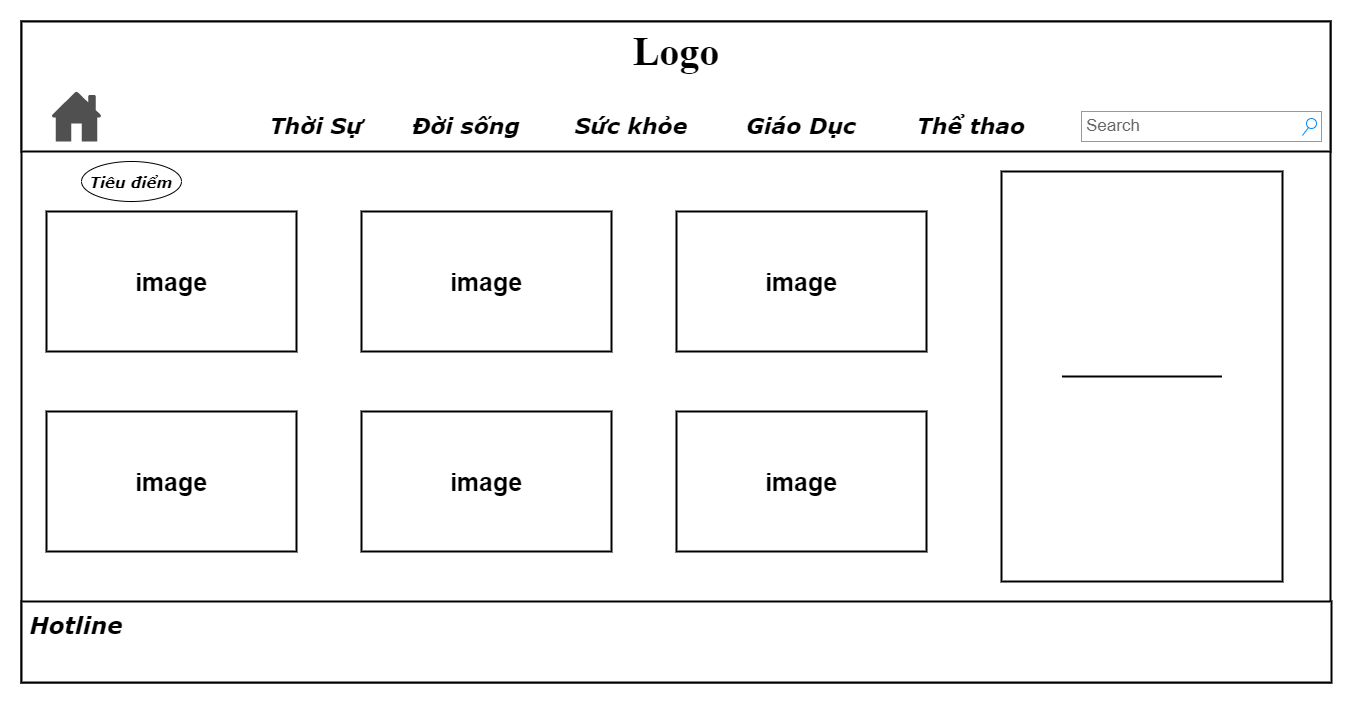 Logo
Thời Sự Đời sống Sức khỏe Giáo Dục Thể thao Search
Tiêu điểm
image image image
image image image
Hotline